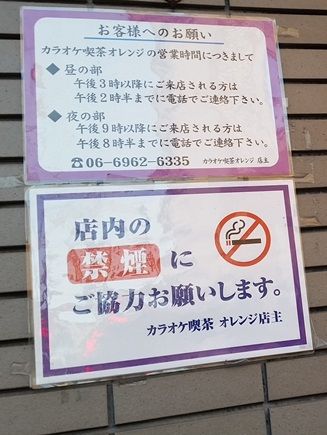 お客様へのお願い
カラオケ喫茶オレンジの営業時間につきまして
◆ 昼の部
午後3時以降にご来店される方は
午後2時半までに電話でご連絡下さい。
◆ 夜の部
午後9時以降にご来店される方は
午後8時半までに電話でご連絡下さい。
☎06-6962-6335 カラオケ喫茶オレンジ 店主
店内の
禁煙に
ご協力お願いします。
カラオケ喫茶 オレンジ店主